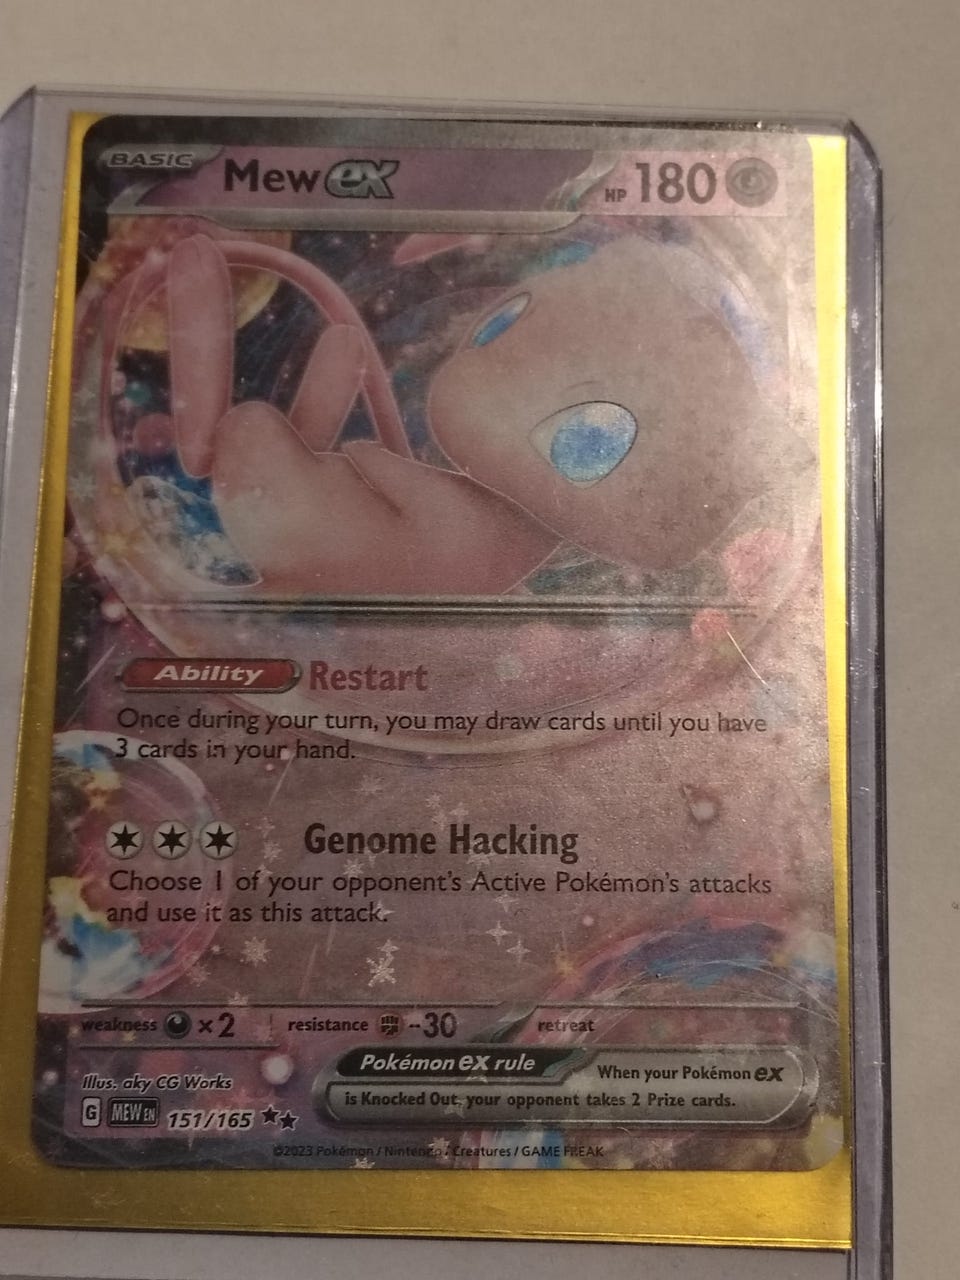 BASIC Mew ex HP 180
Ability Restart
Once during your turn, you may draw cards until you have
3 cards in your hand.
Genome Hacking
Choose 1 of your opponent's Active Pokémon's attacks
and use it as this attack.
weakness ×2 resistance -30 retreat
Pokémon ex rule When your Pokémon ex
is Knocked Out, your opponent takes 2 Prize cards.
Illus. aky CG Works
G MEW EN 151/165
©2023 Pokémon / Nintendo / Creatures / GAME FREAK